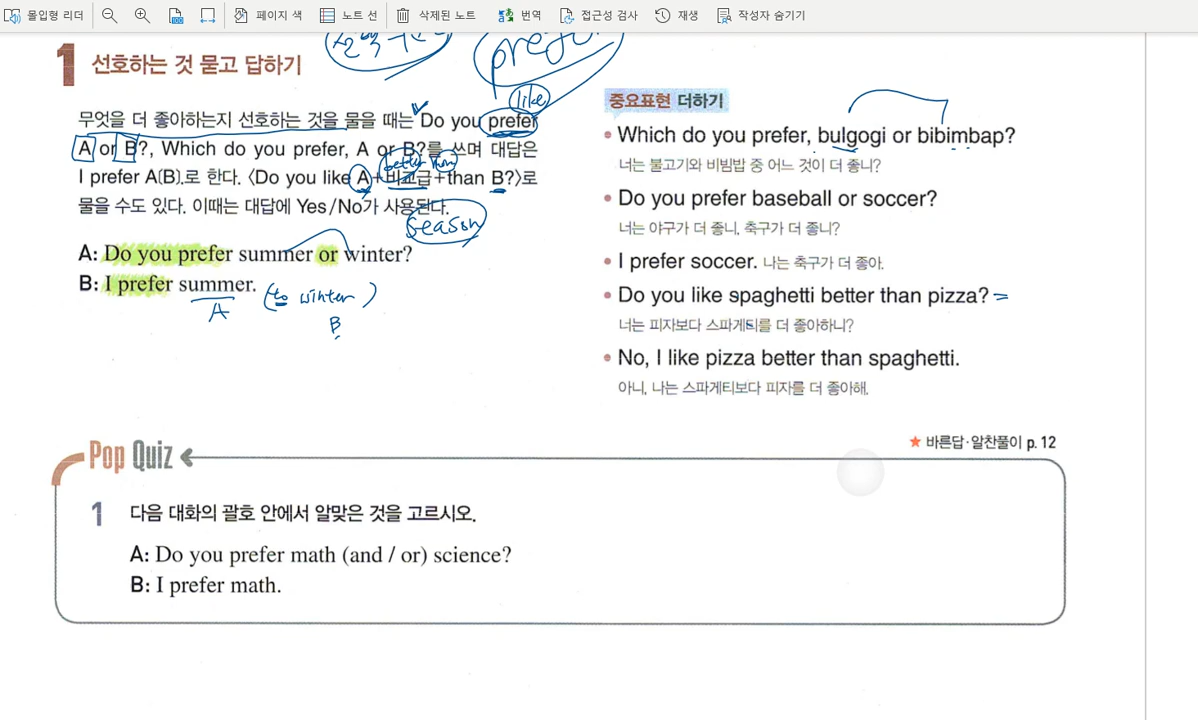 몰입형 리더 페이지 색 노트 선 삭제된 노트 번역 접근성 검사 재생 작성자 숨기기
1 선호하는 것 묻고 답하기
like
무엇을 더 좋아하는지 선호하는 것을 물을 때는 Do you prefer
A or B?, Which do you prefer, A or B?를 쓰며 대답은
better than
I prefer A(B).로 한다. 〈Do you like A+비교급+than B?〉로
물을 수도 있다. 이때는 대답에 Yes/No가 사용된다.
season
A: Do you prefer summer or winter?
B: I prefer summer. (to winter)
A
B
중요표현 더하기
• Which do you prefer, bulgogi or bibimbap?
너는 불고기와 비빔밥 중 어느 것이 더 좋니?
• Do you prefer baseball or soccer?
너는 야구가 더 좋니, 축구가 더 좋니?
• I prefer soccer. 나는 축구가 더 좋아.
• Do you like spaghetti better than pizza? =
너는 피자보다 스파게티를 더 좋아하니?
• No, I like pizza better than spaghetti.
아니, 나는 스파게티보다 피자를 더 좋아해.
★ 바른답·알찬풀이 p. 12
Pop Quiz
1 다음 대화의 괄호 안에서 알맞은 것을 고르시오.
A: Do you prefer math (and / or) science?
B: I prefer math.